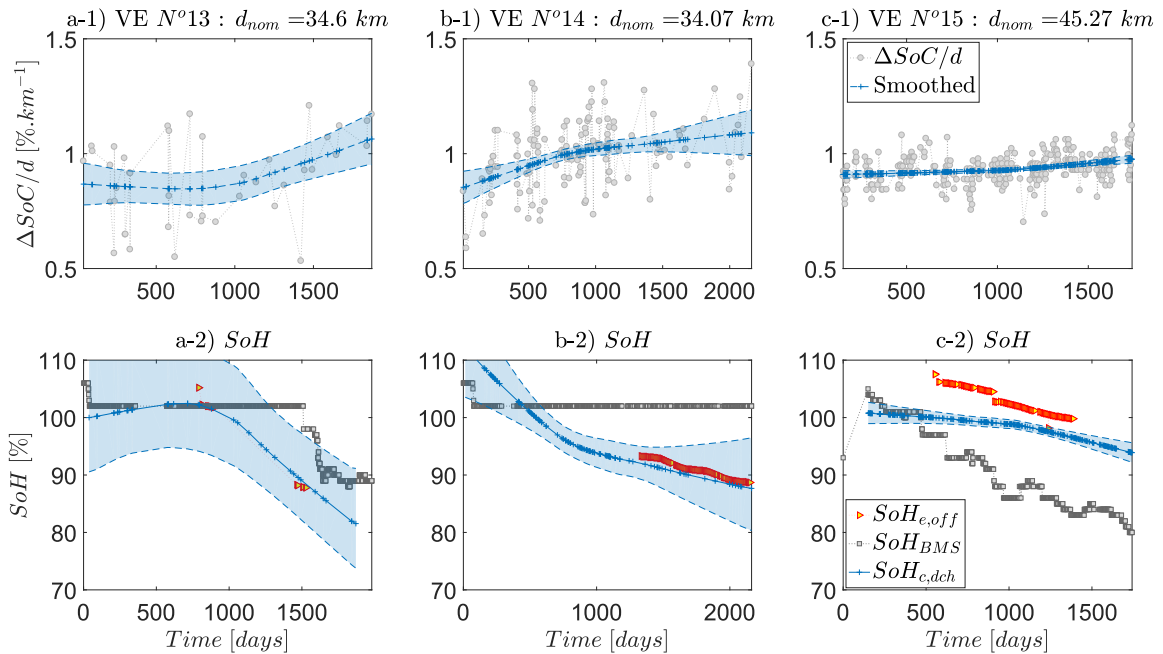 a-1) VE N°13 : d_nom =34.6 km
b-1) VE N°14 : d_nom =34.07 km
c-1) VE N°15 : d_nom =45.27 km
ΔSoC/d [%.km⁻¹]
1.5
1
0.5
500
1000
1500
1.5
1
0.5
500
1000
1500
2000
1.5
1
0.5
500
1000
1500
ΔSoC/d
Smoothed
a-2) SoH
b-2) SoH
c-2) SoH
SoH [%]
110
100
90
80
70
0
500
1000
1500
Time [days]
110
100
90
80
70
0
1000
2000
Time [days]
110
100
90
80
70
0
500
1000
1500
Time [days]
SoH_e,off
SoH_BMS
SoH_c,dch